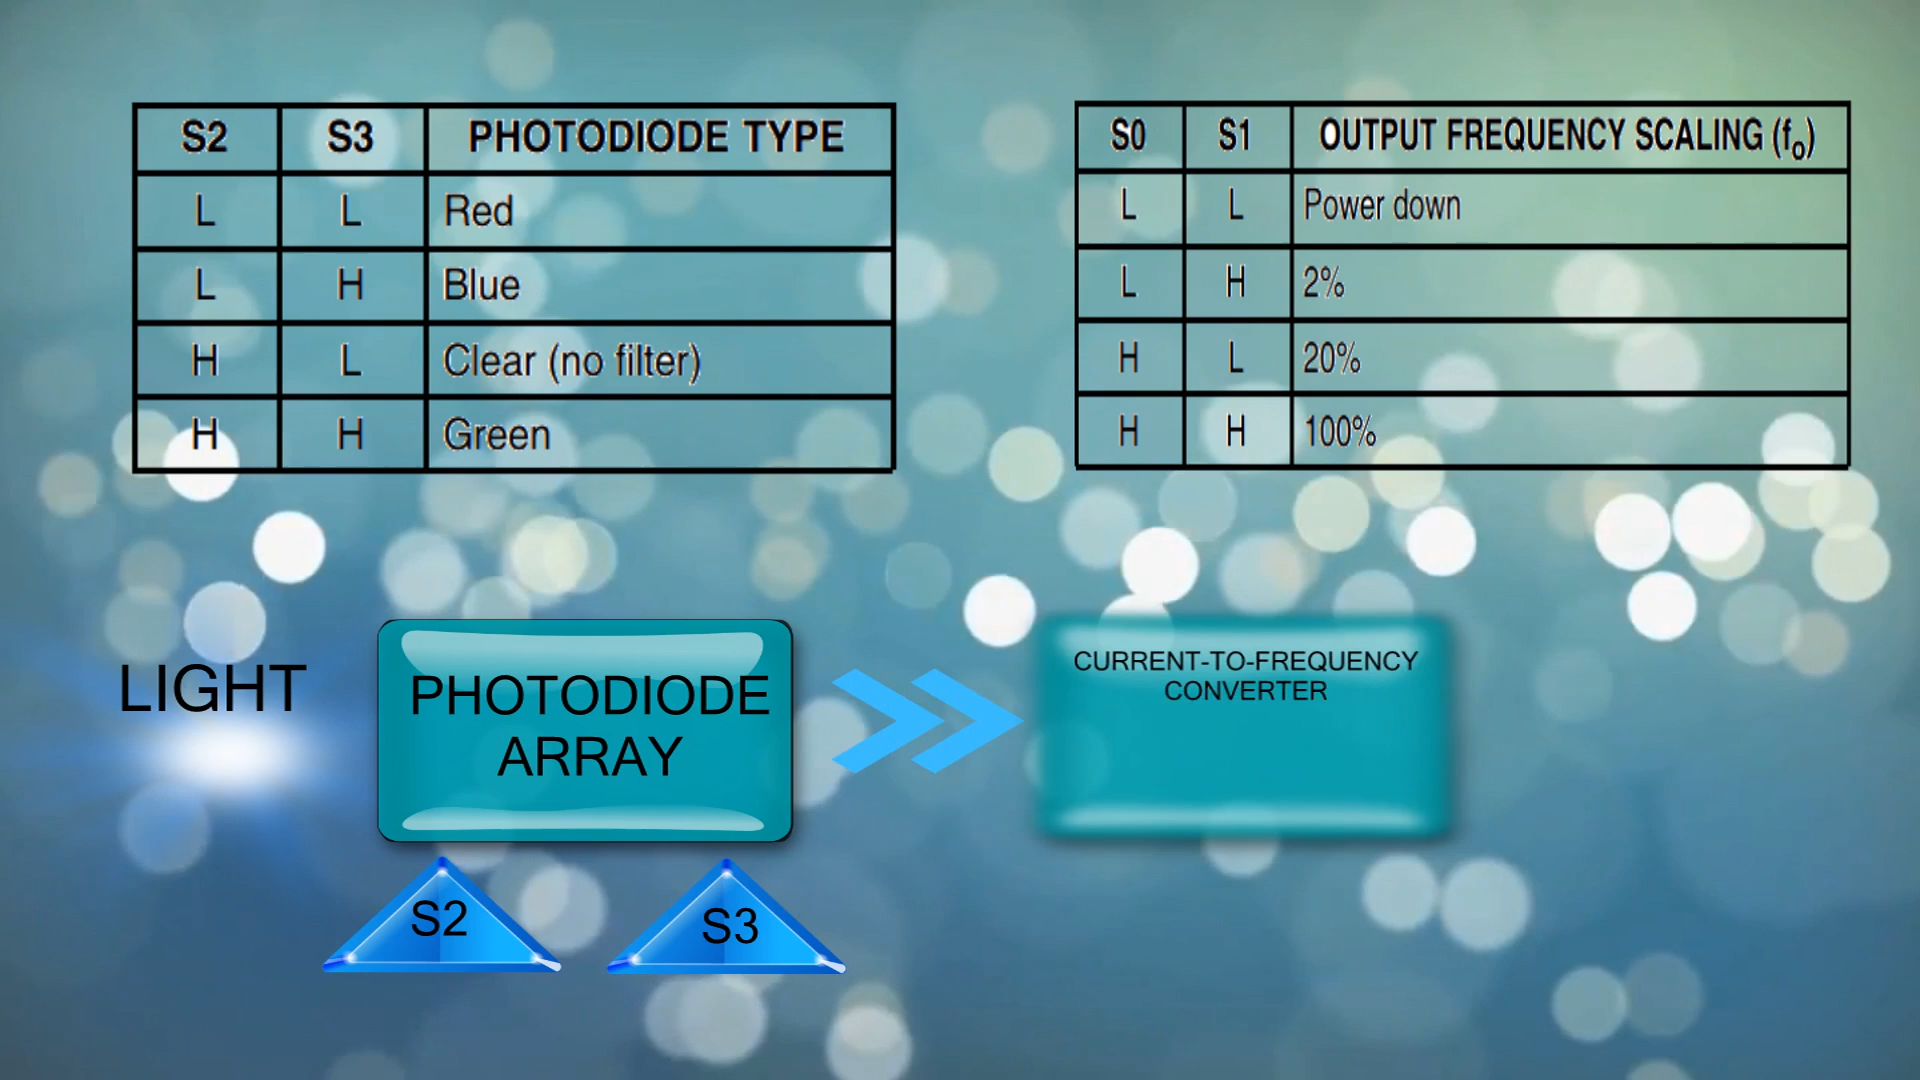 S2 S3 PHOTODIODE TYPE
L L Red
L H Blue
H L Clear (no filter)
H H Green
S0 S1 OUTPUT FREQUENCY SCALING (fo)
L L Power down
L H 2%
H L 20%
H H 100%
LIGHT
PHOTODIODE
ARRAY
CURRENT-TO-FREQUENCY
CONVERTER
S2
S3